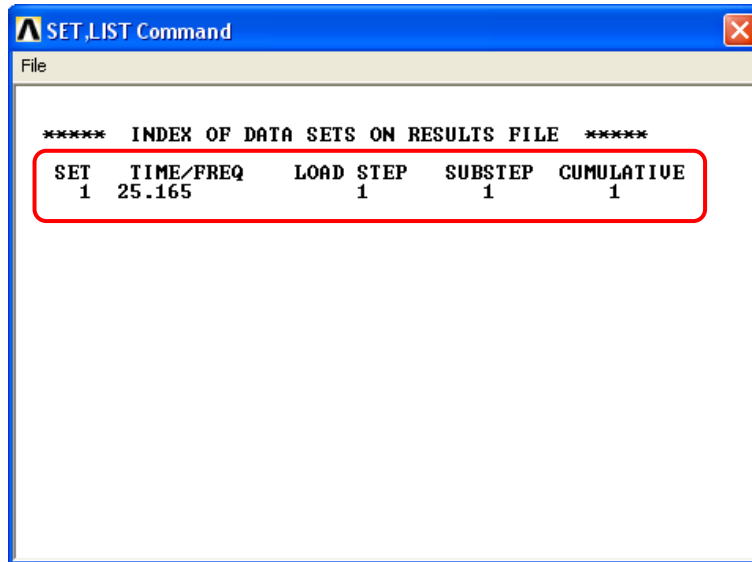 SET,LIST Command
File
***** INDEX OF DATA SETS ON RESULTS FILE *****
SET TIME/FREQ LOAD STEP SUBSTEP CUMULATIVE
1 25.165 1 1 1